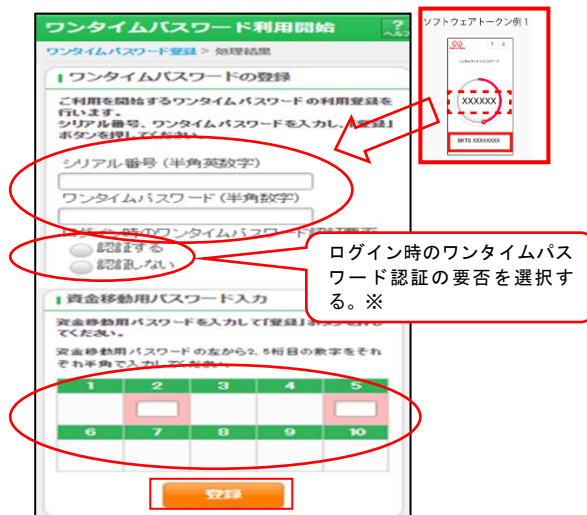 ワンタイムパスワード利用開始
?
ヘルプ
ワンタイムパスワード登録 > 処理結果
ワンタイムパスワードの登録
ご利用を開始するワンタイムパスワードの利用登録を
行います。
シリアル番号、ワンタイムパスワードを入力し、「登録」
ボタンを押してください。
シリアル番号（半角英数字）
ワンタイムパスワード（半角数字）
ログイン時のワンタイムパスワード認証要否
認証する
認証しない
資金移動用パスワード入力
資金移動用パスワードを入力して「登録」ボタンを押し
てください。
資金移動用パスワードの左から2, 5桁目の数字をそれ
ぞれ半角で入力してください。
1 2 3 4 5
6 7 8 9 10
登録
ソフトウェアトークン例1
? ≡
XXXXXX
SKTS XXXXXXXX
ログイン時のワンタイムパス
ワード認証の要否を選択す
る。※